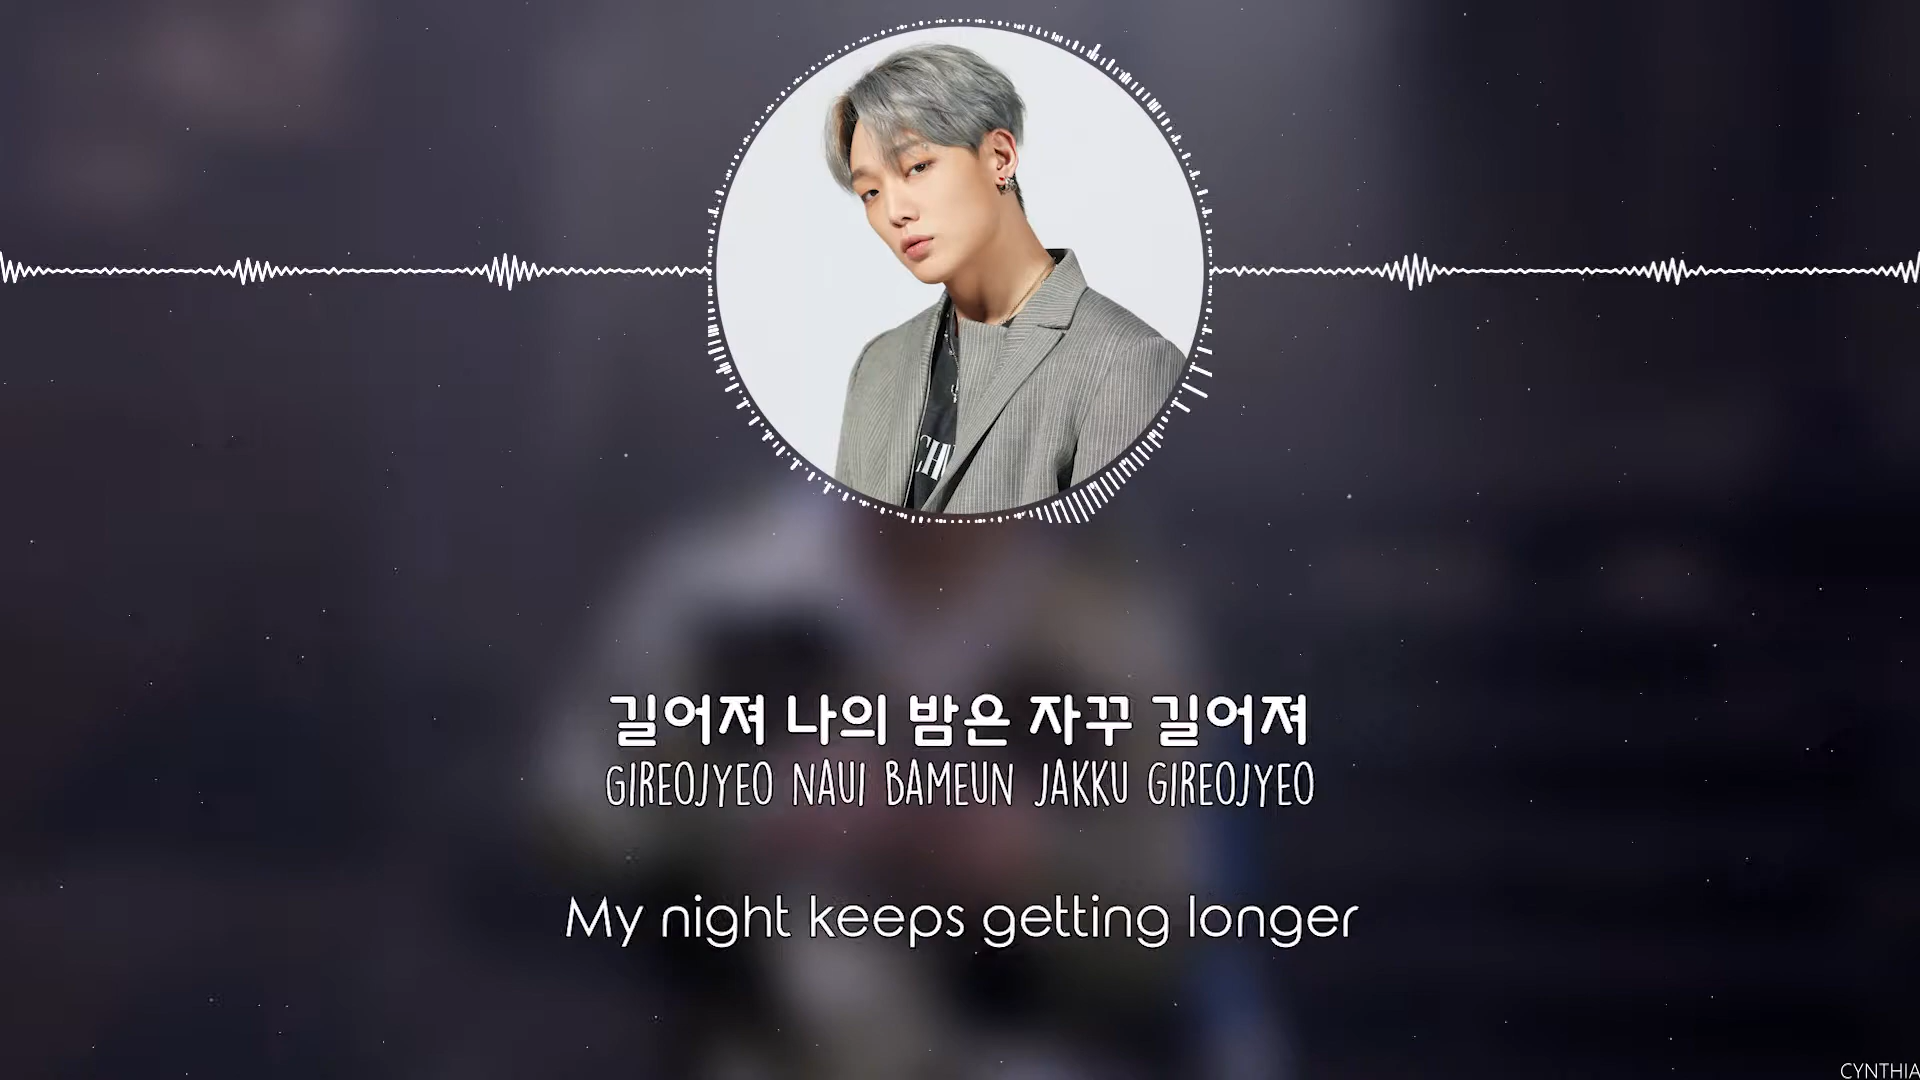 CHN
길어져 나의 밤은 자꾸 길어져
GIREOJYEO NAUI BAMEUN JAKKU GIREOJYEO
My night keeps getting longer
CYNTHIA